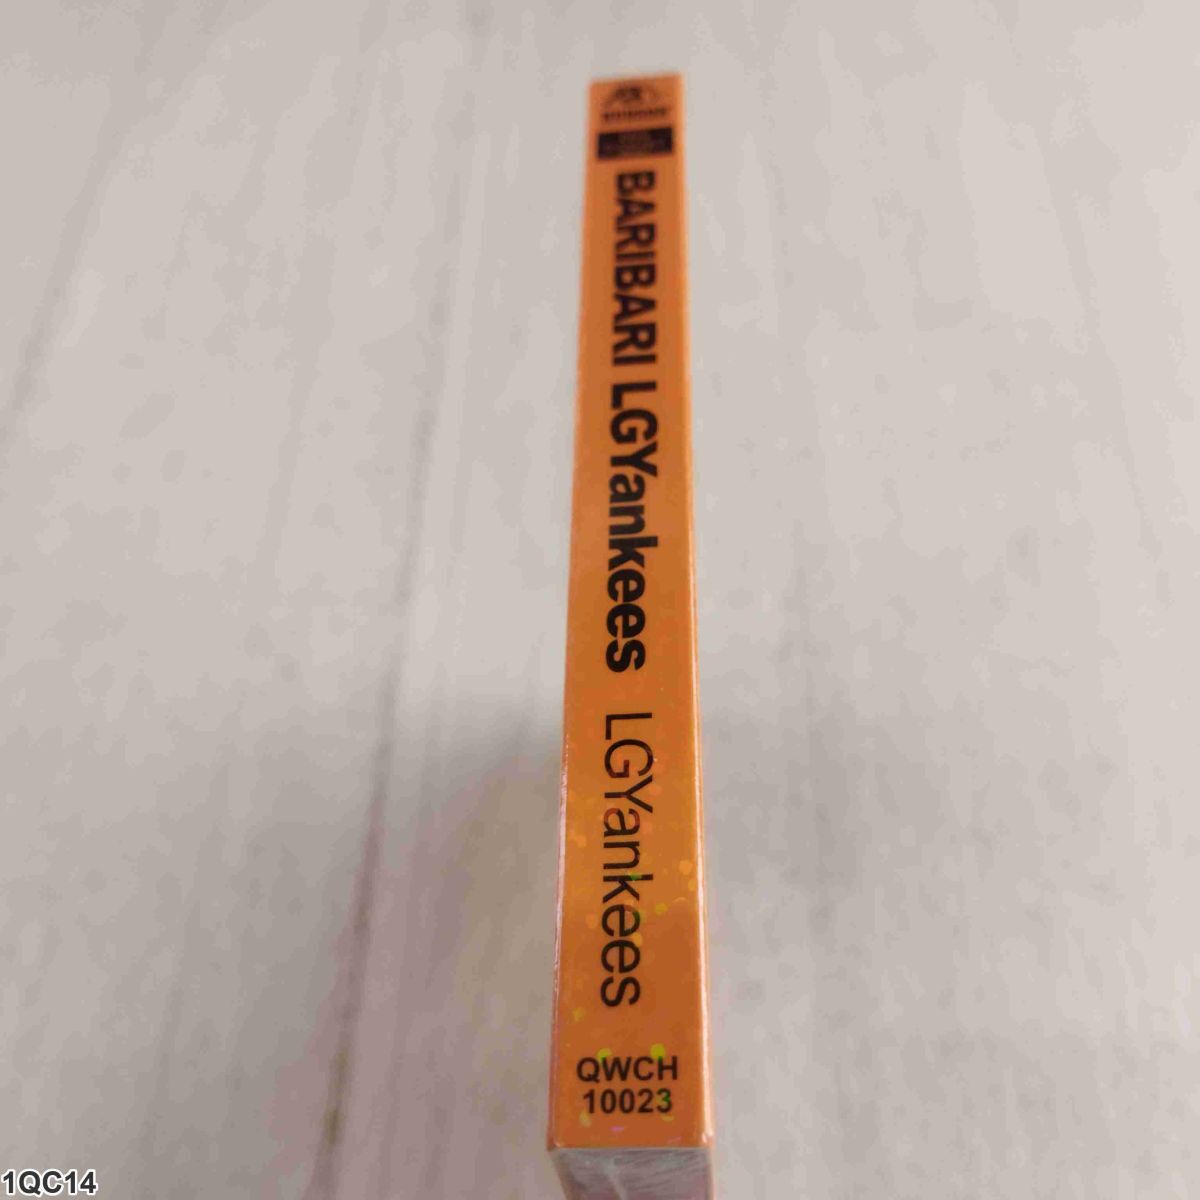 BARIBARI LGYankees LGYankees
QWCH
10023
1QC14